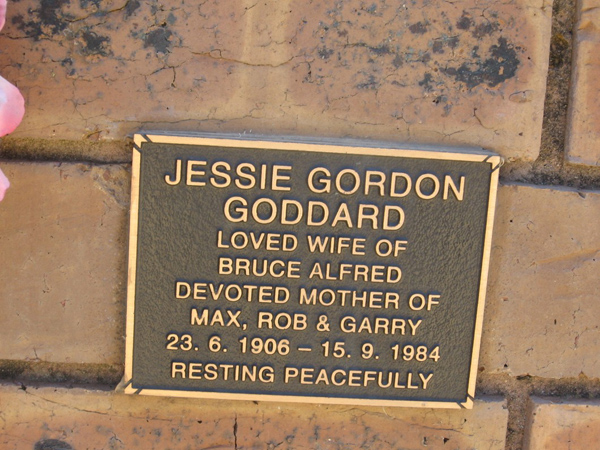 JESSIE GORDON
GODDARD
LOVED WIFE OF
BRUCE ALFRED
DEVOTED MOTHER OF
MAX, ROB & GARRY
23. 6. 1906 – 15. 9. 1984
RESTING PEACEFULLY